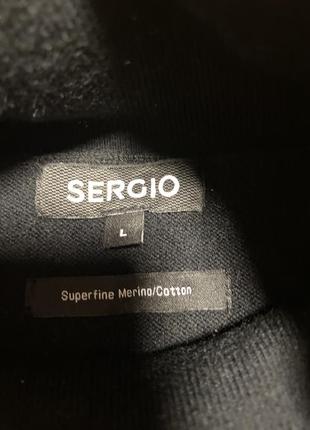 SERGIO
L
Superfine Merino/Cotton